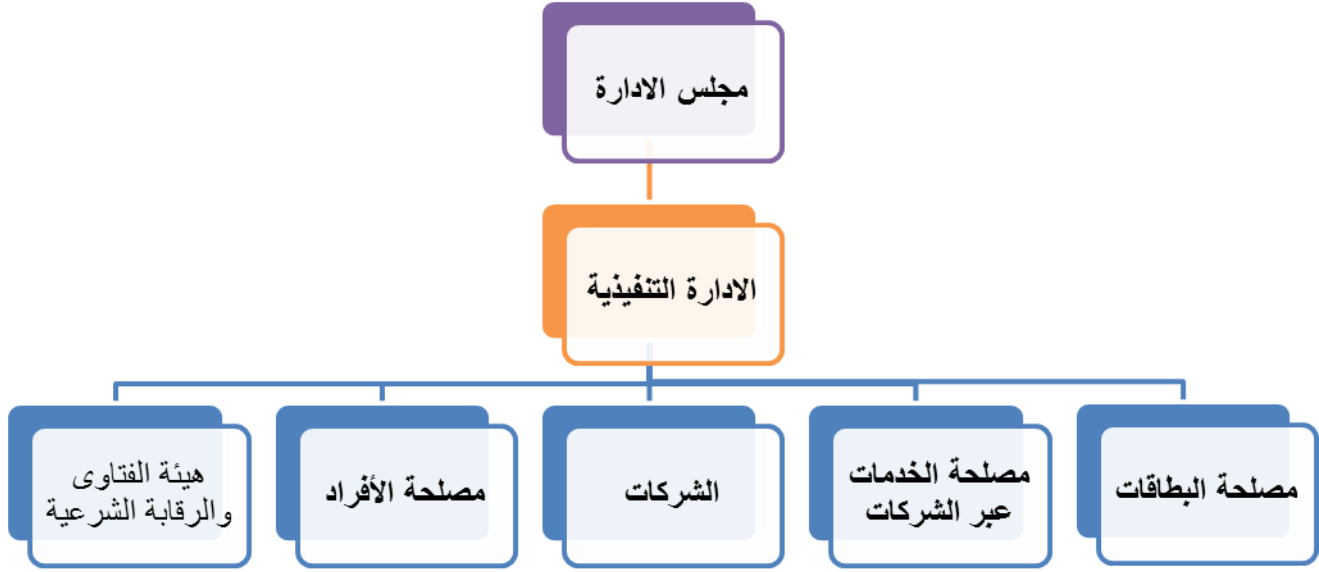 مجلس الادارة
الادارة التنفيذية
مصلحة البطاقات
مصلحة الخدمات
عبر الشركات
الشركات
مصلحة الأفراد
هيئة الفتاوى
والرقابة الشرعية